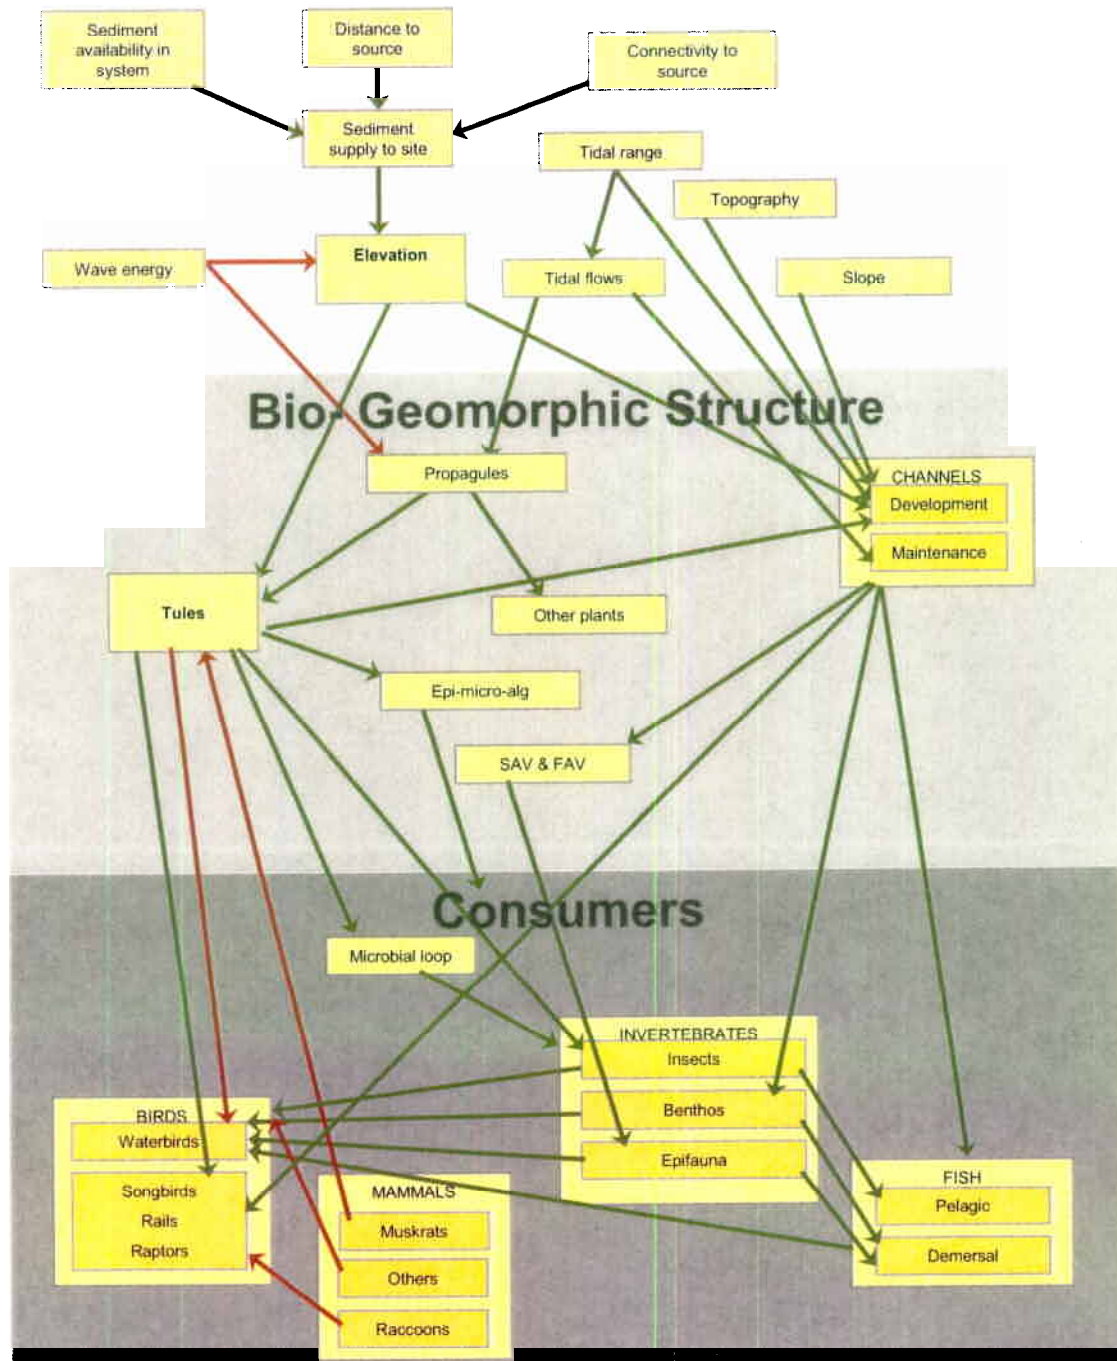 Sediment
availability in
system
Distance to
source
Connectivity to
source
Sediment
supply to site
Tidal range
Topography
Wave energy
Elevation
Tidal flows
Slope
Bio- Geomorphic Structure
Propagules
CHANNELS
Development
Maintenance
Tules
Other plants
Epi-micro-alg
SAV & FAV
Consumers
Microbial loop
INVERTEBRATES
Insects
Benthos
Epifauna
BIRDS
Waterbirds
Songbirds
Rails
Raptors
MAMMALS
Muskrats
Others
Raccoons
FISH
Pelagic
Demersal